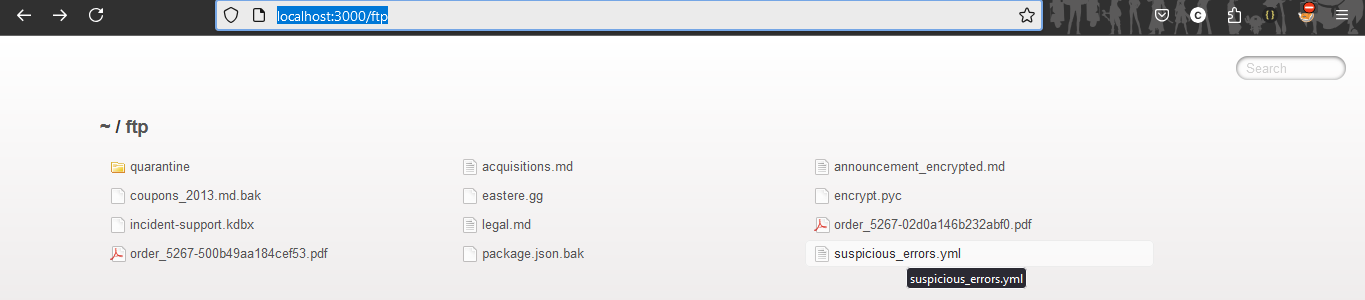 localhost:3000/ftp
Search
~ / ftp
quarantine acquisitions.md announcement_encrypted.md
coupons_2013.md.bak eastere.gg encrypt.pyc
incident-support.kdbx legal.md order_5267-02d0a146b232abf0.pdf
order_5267-500b49aa184cef53.pdf package.json.bak suspicious_errors.yml
suspicious_errors.yml